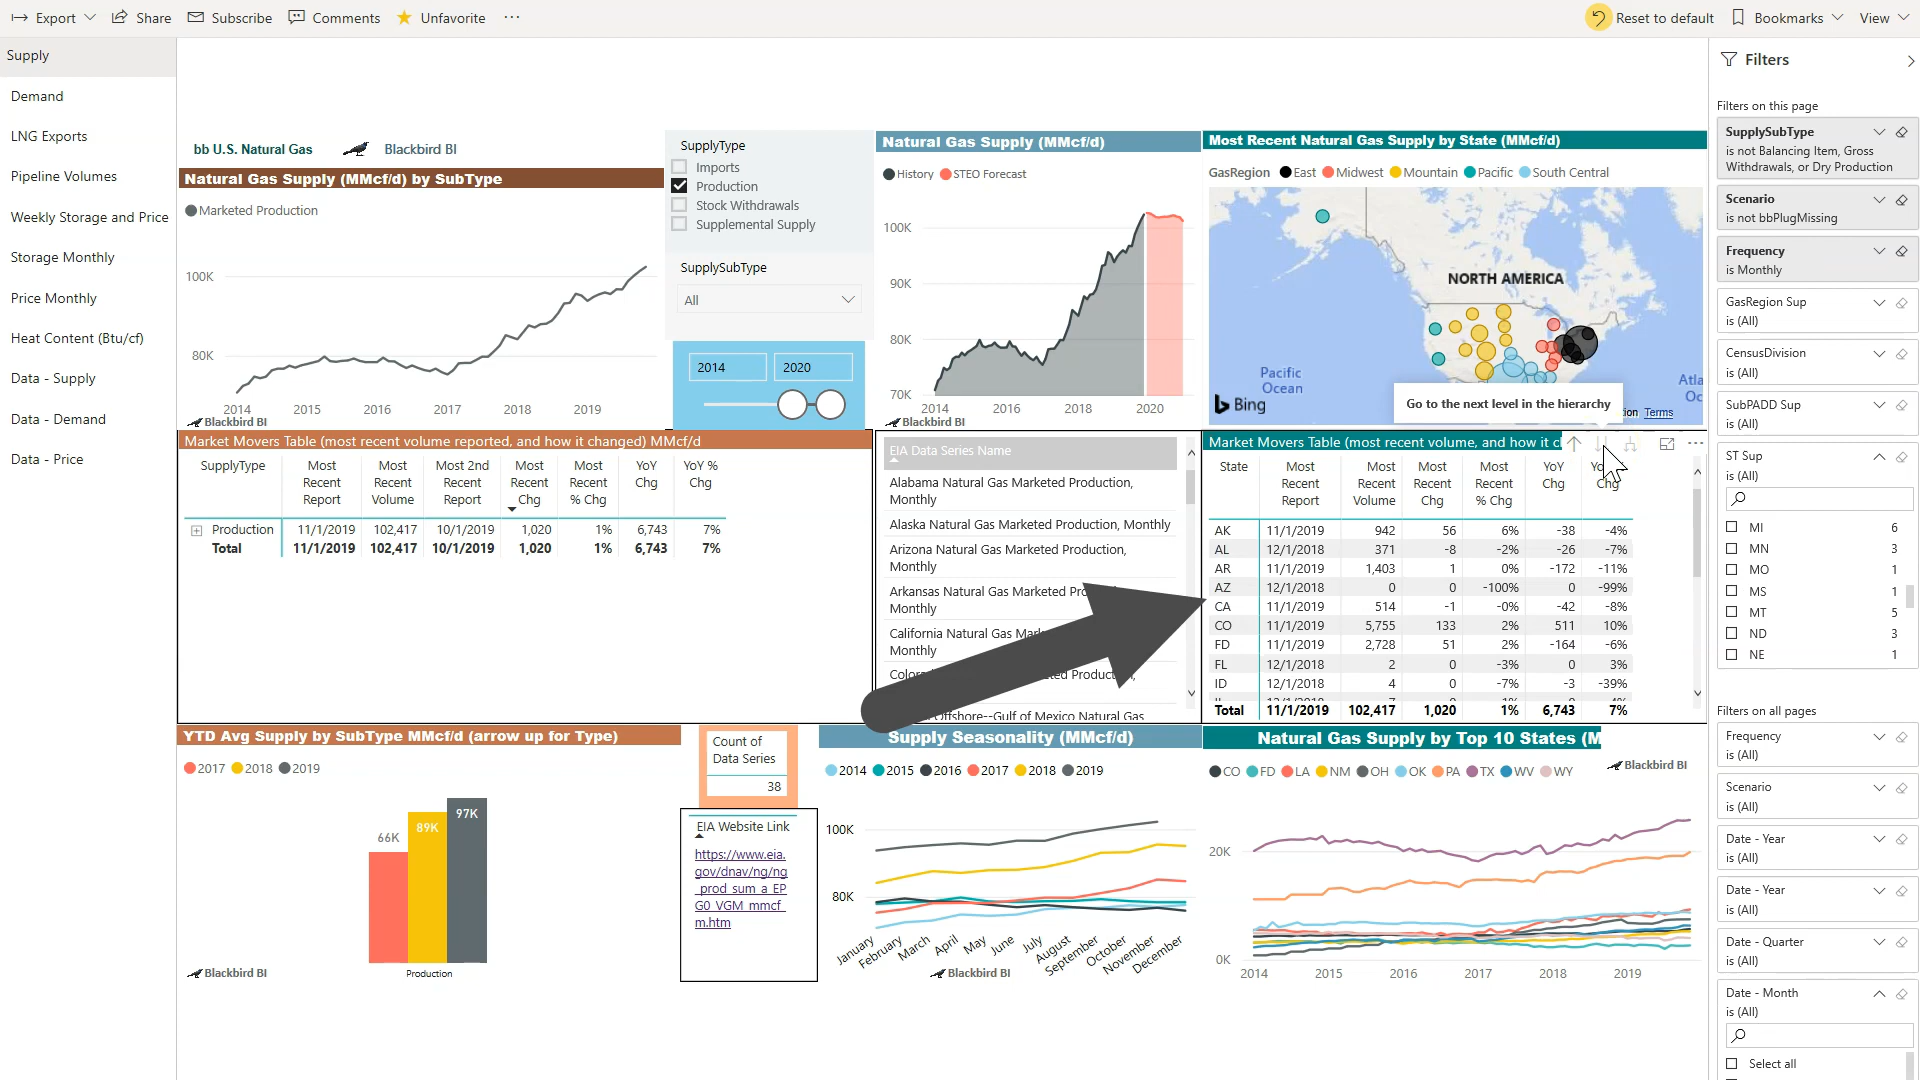 Export
Share
Subscribe
Comments
Unfavorite
Reset to default
Bookmarks
View
Supply
Demand
LNG Exports
Pipeline Volumes
Weekly Storage and Price
Storage Monthly
Price Monthly
Heat Content (Btu/cf)
Data - Supply
Data - Demand
Data - Price
bb U.S. Natural Gas
Blackbird BI
Natural Gas Supply (MMcf/d) by SubType
Marketed Production
100K
80K
2014 2015 2016 2017 2018 2019
Blackbird BI
SupplyType
Imports
Production
Stock Withdrawals
Supplemental Supply
SupplySubType
All
2014 2020
Natural Gas Supply (MMcf/d)
History STEO Forecast
100K
90K
80K
70K
2014 2016 2018 2020
Blackbird BI
Most Recent Natural Gas Supply by State (MMcf/d)
GasRegion East Midwest Mountain Pacific South Central
NORTH AMERICA
Pacific
Ocean
Bing
Terms
Go to the next level in the hierarchy
Market Movers Table (most recent volume reported, and how it changed) MMcf/d
SupplyType Most Recent Report Most Recent Volume Most 2nd Recent Report Most Recent Chg Most Recent % Chg YoY Chg YoY % Chg
Production 11/1/2019 102,417 10/1/2019 1,020 1% 6,743 7%
Total 11/1/2019 102,417 10/1/2019 1,020 1% 6,743 7%
EIA Data Series Name
Alabama Natural Gas Marketed Production,
Monthly
Alaska Natural Gas Marketed Production, Monthly
Arizona Natural Gas Marketed Production,
Monthly
Arkansas Natural Gas Marketed
Monthly
California Natural Gas
Monthly
Offshore--Gulf of Mexico Natural Gas
Market Movers Table (most recent volume, and how it
State Most Recent Report Most Recent Volume Most Recent Chg Most Recent % Chg YoY Chg Chg
AK 11/1/2019 942 56 6% -38 -4%
AL 12/1/2018 371 -8 -2% -26 -7%
AR 11/1/2019 1,403 1 0% -172 -11%
AZ 12/1/2018 0 0 -100% 0 -99%
CA 11/1/2019 514 -1 -0% -42 -8%
CO 11/1/2019 5,755 133 2% 511 10%
FD 11/1/2019 2,728 51 2% -164 -6%
FL 12/1/2018 2 0 -3% 0 3%
ID 12/1/2018 4 0 -7% -3 -39%
Total 11/1/2019 102,417 1,020 1% 6,743 7%
YTD Avg Supply by SubType MMcf/d (arrow up for Type)
2017 2018 2019
66K
89K
97K
Production
Blackbird BI
Count of
Data Series
38
EIA Website Link
https://www.eia.
gov/dnav/ng/ng
_prod_sum_a_EP
G0_VGM_mmcf_
m.htm
Supply Seasonality (MMcf/d)
2014 2015 2016 2017 2018 2019
100K
80K
January February March April May June July August September October November December
Blackbird BI
Natural Gas Supply by Top 10 States (M
CO FD LA NM OH OK PA TX WV WY
Blackbird BI
20K
0K
2014 2015 2016 2017 2018 2019
Filters
Filters on this page
SupplySubType
is not Balancing Item, Gross
Withdrawals, or Dry Production
Scenario
is not bbPlugMissing
Frequency
is Monthly
GasRegion Sup
is (All)
CensusDivision
is (All)
SubPADD Sup
is (All)
ST Sup
is (All)
MI 6
MN 3
MO 1
MS 1
MT 5
ND 3
NE 1
Filters on all pages
Frequency
is (All)
Scenario
is (All)
Date - Year
is (All)
Date - Year
is (All)
Date - Quarter
is (All)
Date - Month
is (All)
Select all